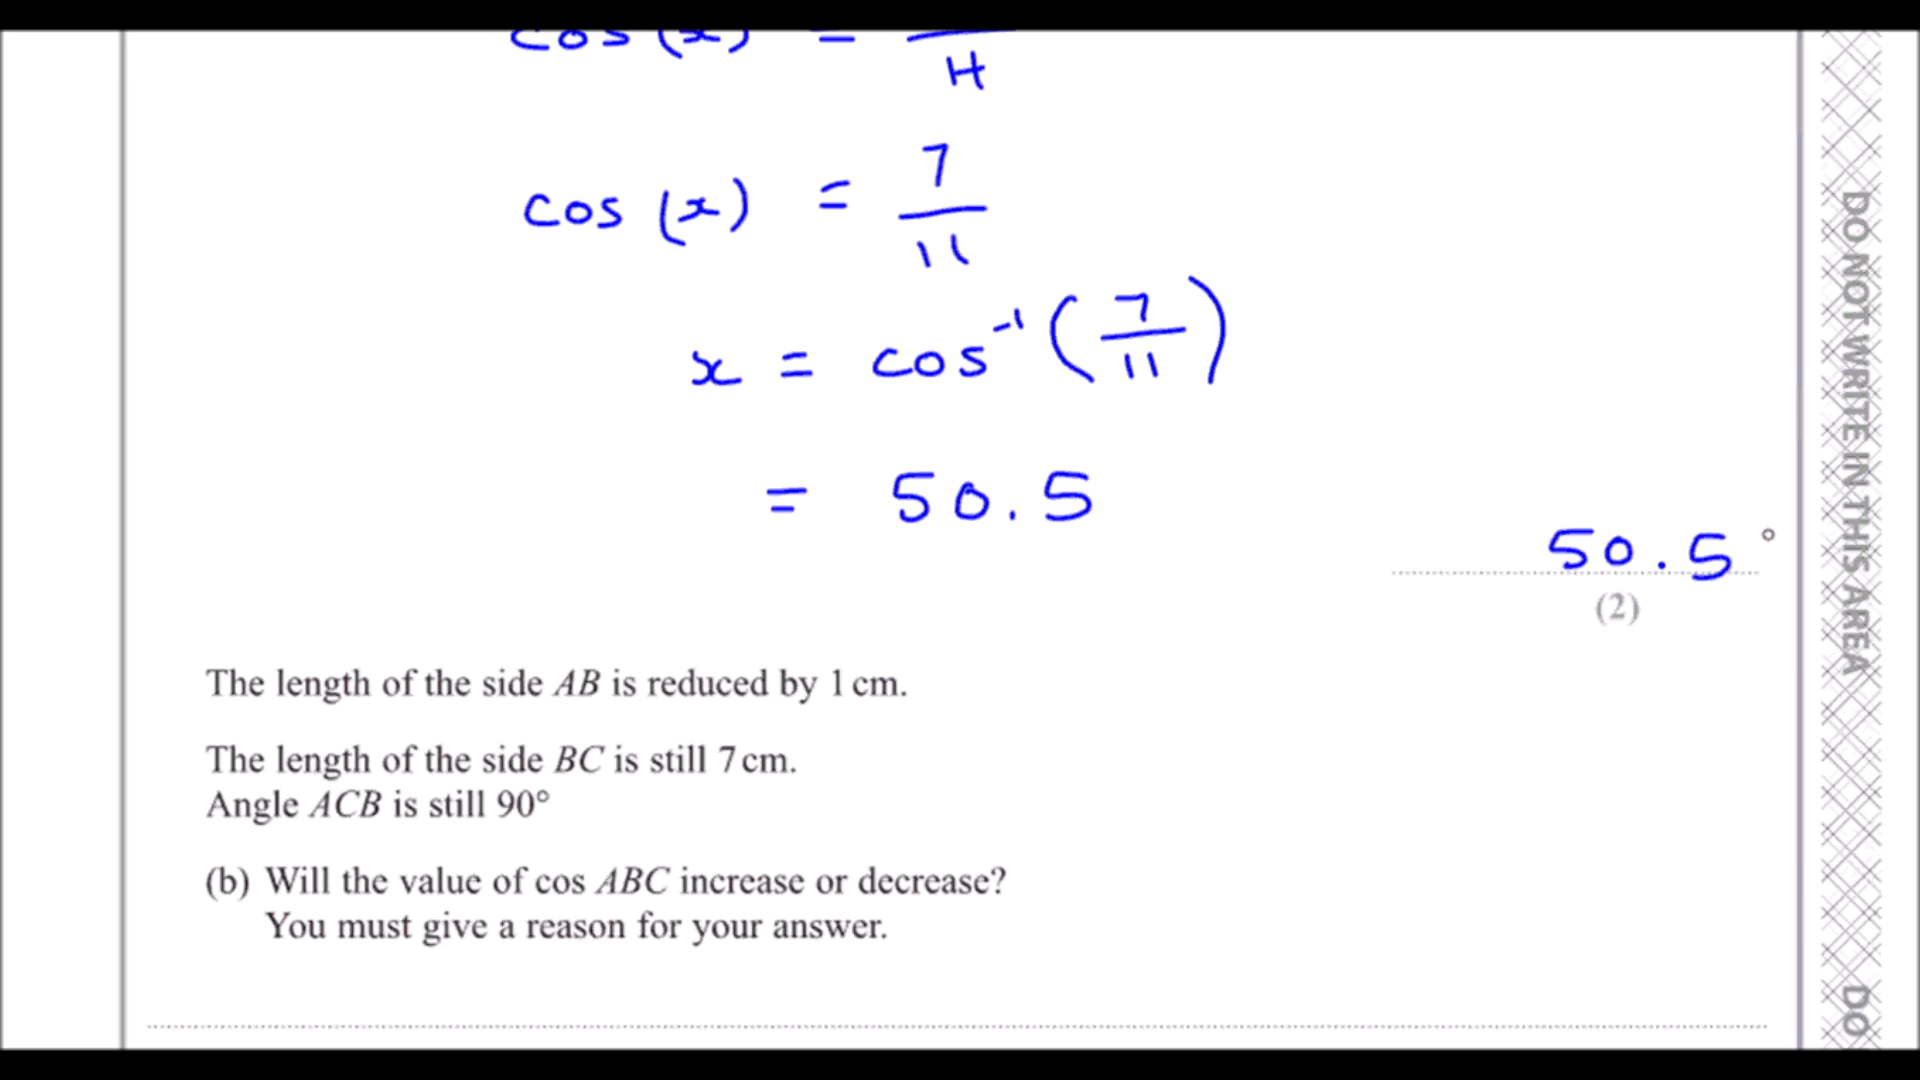 cos (x) =
H
cos (x) = 7/11
x = cos⁻¹ (7/11)
= 50.5
50.5°
(2)
The length of the side AB is reduced by 1 cm.
The length of the side BC is still 7 cm.
Angle ACB is still 90°
(b) Will the value of cos ABC increase or decrease?
You must give a reason for your answer.
DO NOT WRITE IN THIS AREA
DO